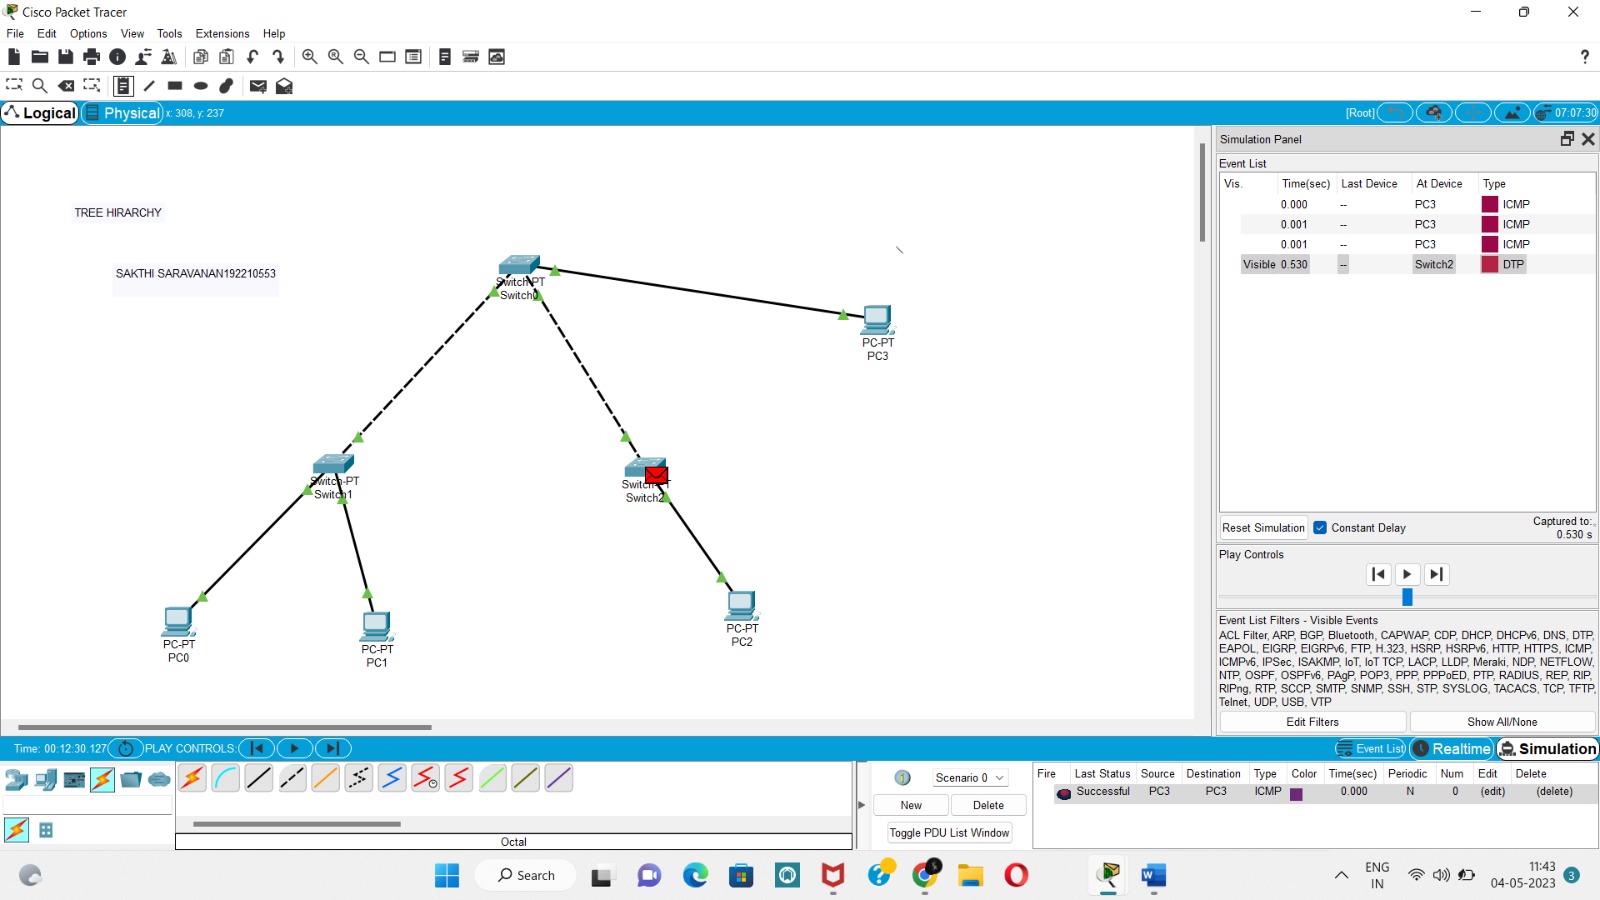 Cisco Packet Tracer
File Edit Options View Tools Extensions Help
?
Logical Physical x: 308, y: 237 [Root] 07:07:30
Simulation Panel
Event List
Vis. Time(sec) Last Device At Device Type
0.000 -- PC3 ICMP
0.001 -- PC3 ICMP
0.001 -- PC3 ICMP
Visible 0.530 -- Switch2 DTP
TREE HIRARCHY
SAKTHI SARAVANAN192210553
Switch-PT
Switch0
PC-PT
PC3
Switch-PT
Switch1
Switch-PT
Switch2
PC-PT
PC0
PC-PT
PC1
PC-PT
PC2
Reset Simulation Constant Delay Captured to:
0.530 s
Play Controls
Event List Filters - Visible Events
ACL Filter, ARP, BGP, Bluetooth, CAPWAP, CDP, DHCP, DHCPv6, DNS, DTP,
EAPOL, EIGRP, EIGRPv6, FTP, H.323, HSRP, HSRPv6, HTTP, HTTPS, ICMP,
ICMPv6, IPSec, ISAKMP, IoT, IoT TCP, LACP, LLDP, Meraki, NDP, NETFLOW,
NTP, OSPF, OSPFv6, PAgP, POP3, PPP, PPPoED, PTP, RADIUS, REP, RIP,
RIPng, RTP, SCCP, SMTP, SNMP, SSH, STP, SYSLOG, TACACS, TCP, TFTP,
Telnet, UDP, USB, VTP
Edit Filters Show All/None
Time: 00:12:30.127 PLAY CONTROLS: Event List Realtime Simulation
Scenario 0
New Delete
Toggle PDU List Window
Fire Last Status Source Destination Type Color Time(sec) Periodic Num Edit Delete
Successful PC3 PC3 ICMP 0.000 N 0 (edit) (delete)
Octal
Search
ENG
IN
11:43
04-05-2023
3